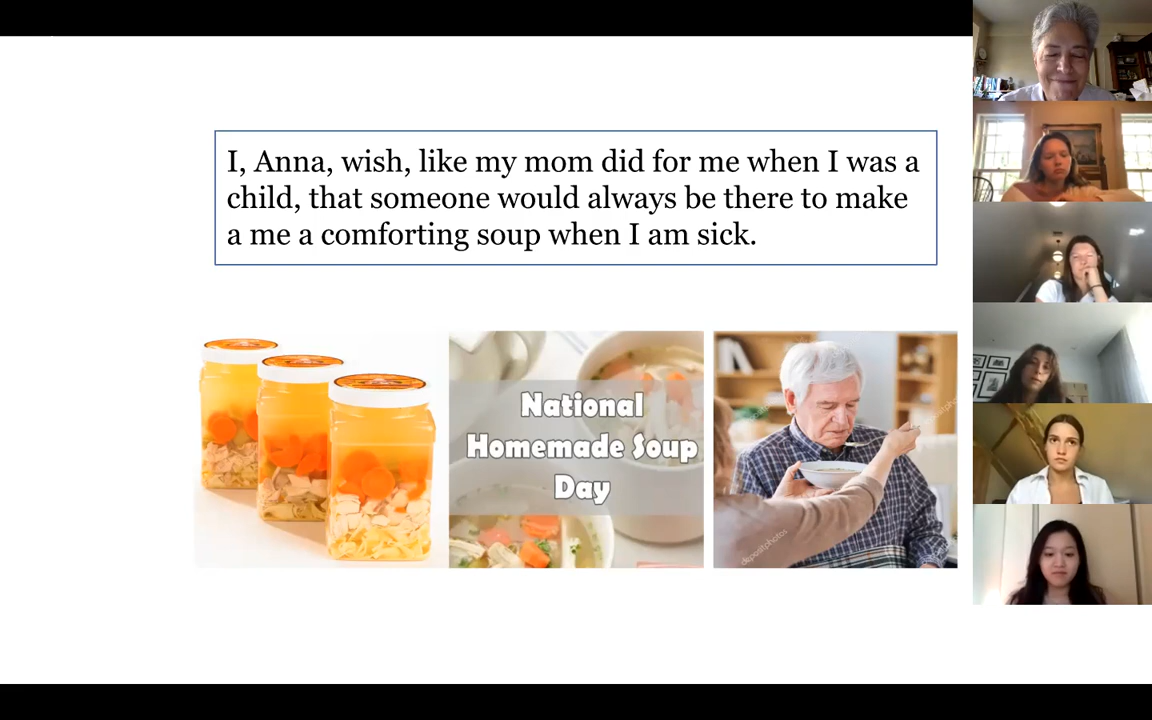 I, Anna, wish, like my mom did for me when I was a
child, that someone would always be there to make
a me a comforting soup when I am sick.
National
Homemade Soup
Day
depositphotos